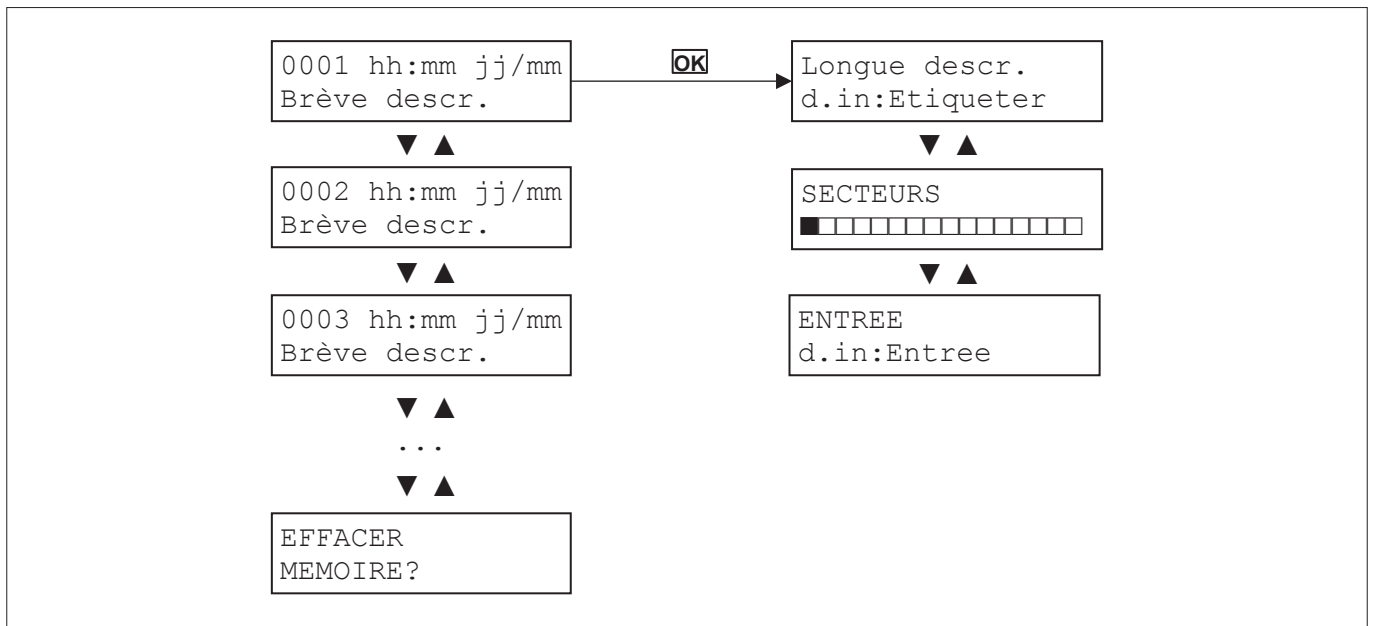 0001 hh:mm jj/mm
Brève descr.
OK
Longue descr.
d.in:Etiqueter
▼ ▲
▼ ▲
0002 hh:mm jj/mm
Brève descr.
SECTEURS
▼ ▲
▼ ▲
0003 hh:mm jj/mm
Brève descr.
ENTREE
d.in:Entree
▼ ▲
...
▼ ▲
EFFACER
MEMOIRE?